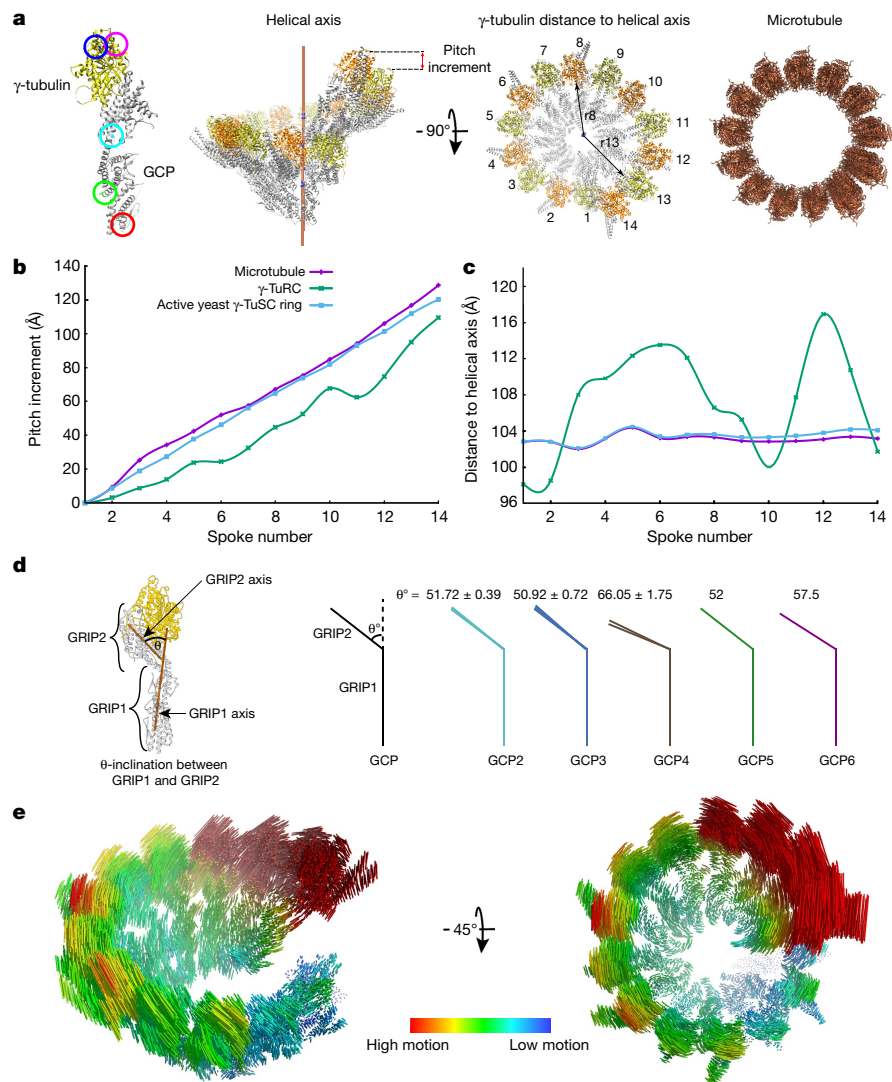 a
Helical axis
γ-tubulin distance to helical axis
Microtubule
γ-tubulin
GCP
Pitch
increment
90°
7
8
9
6
10
5
11
4
12
3
13
2
1
14
r8
r13
b
Pitch increment (Å)
140
120
100
80
60
40
20
0
Microtubule
γ-TuRC
Active yeast γ-TuSC ring
2
4
6
8
10
12
14
Spoke number
c
Distance to helical axis (Å)
120
116
112
108
104
100
96
2
4
6
8
10
12
14
Spoke number
d
GRIP2 axis
GRIP2
θ
GRIP1
GRIP1 axis
θ-inclination between
GRIP1 and GRIP2
θ° = 51.72 ± 0.39
50.92 ± 0.72
66.05 ± 1.75
52
57.5
GRIP2
θ°
GRIP1
GCP
GCP2
GCP3
GCP4
GCP5
GCP6
e
45°
High motion
Low motion